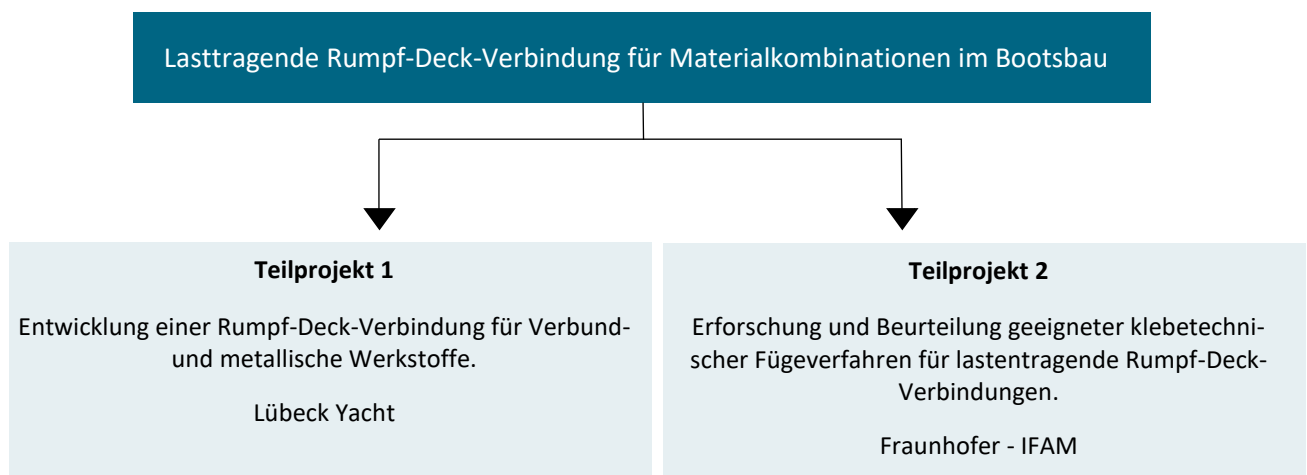 Lasttragende Rumpf-Deck-Verbindung für Materialkombinationen im Bootsbau
Teilprojekt 1
Entwicklung einer Rumpf-Deck-Verbindung für Verbund-
und metallische Werkstoffe.
Lübeck Yacht
Teilprojekt 2
Erforschung und Beurteilung geeigneter klebetechni-
scher Fügeverfahren für lastentragende Rumpf-Deck-
Verbindungen.
Fraunhofer - IFAM